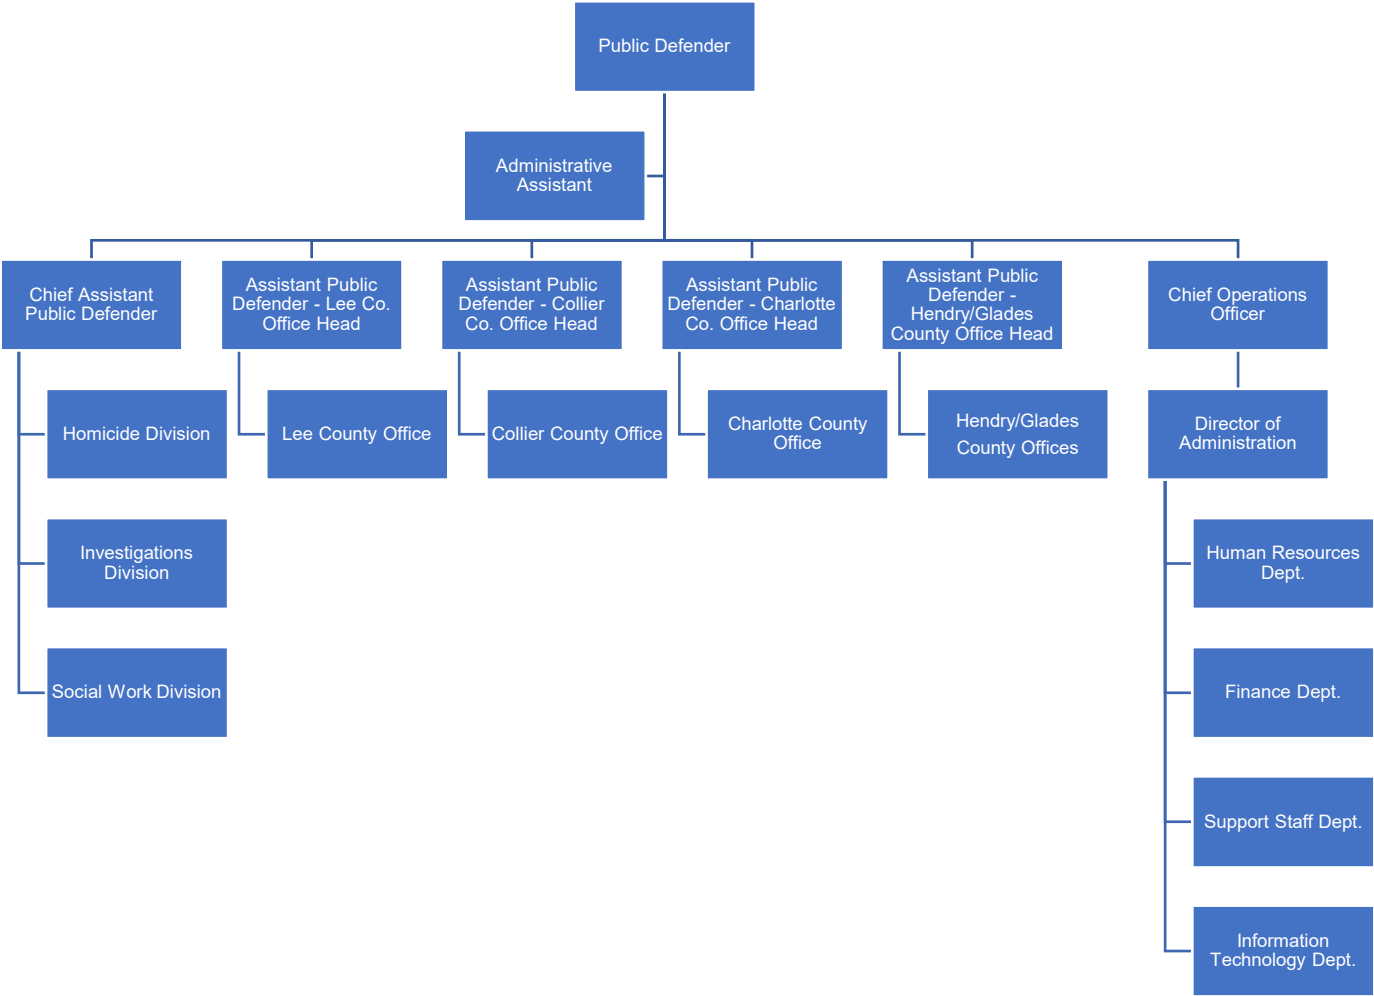 Public Defender
Administrative
Assistant
Chief Assistant
Public Defender
Assistant Public
Defender - Lee Co.
Office Head
Assistant Public
Defender - Collier
Co. Office Head
Assistant Public
Defender - Charlotte
Co. Office Head
Assistant Public
Defender -
Hendry/Glades
County Office Head
Chief Operations
Officer
Homicide Division
Lee County Office
Collier County Office
Charlotte County
Office
Hendry/Glades
County Offices
Director of
Administration
Investigations
Division
Human Resources
Dept.
Social Work Division
Finance Dept.
Support Staff Dept.
Information
Technology Dept.